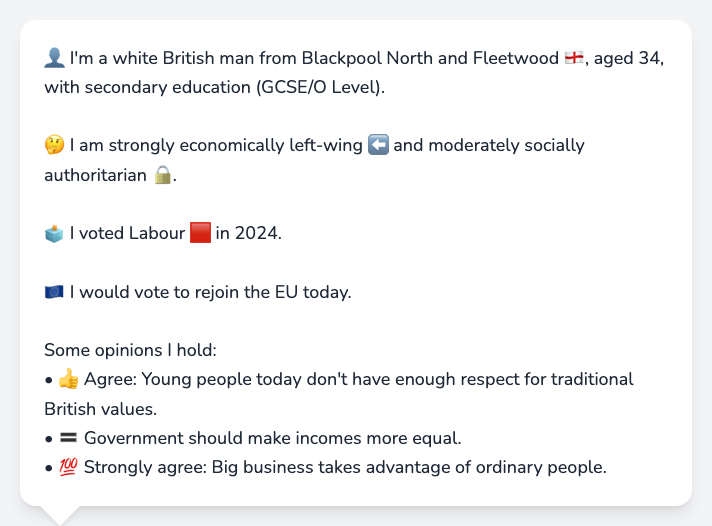 👤 I'm a white British man from Blackpool North and Fleetwood 🏴󠁧󠁢󠁥󠁮󠁧󠁿, aged 34,
with secondary education (GCSE/O Level).
🤔 I am strongly economically left-wing ⬅️ and moderately socially
authoritarian 🔒.
🗳️ I voted Labour 🟥 in 2024.
🇪🇺 I would vote to rejoin the EU today.
Some opinions I hold:
• 👍 Agree: Young people today don't have enough respect for traditional
British values.
• 🟰 Government should make incomes more equal.
• 💯 Strongly agree: Big business takes advantage of ordinary people.